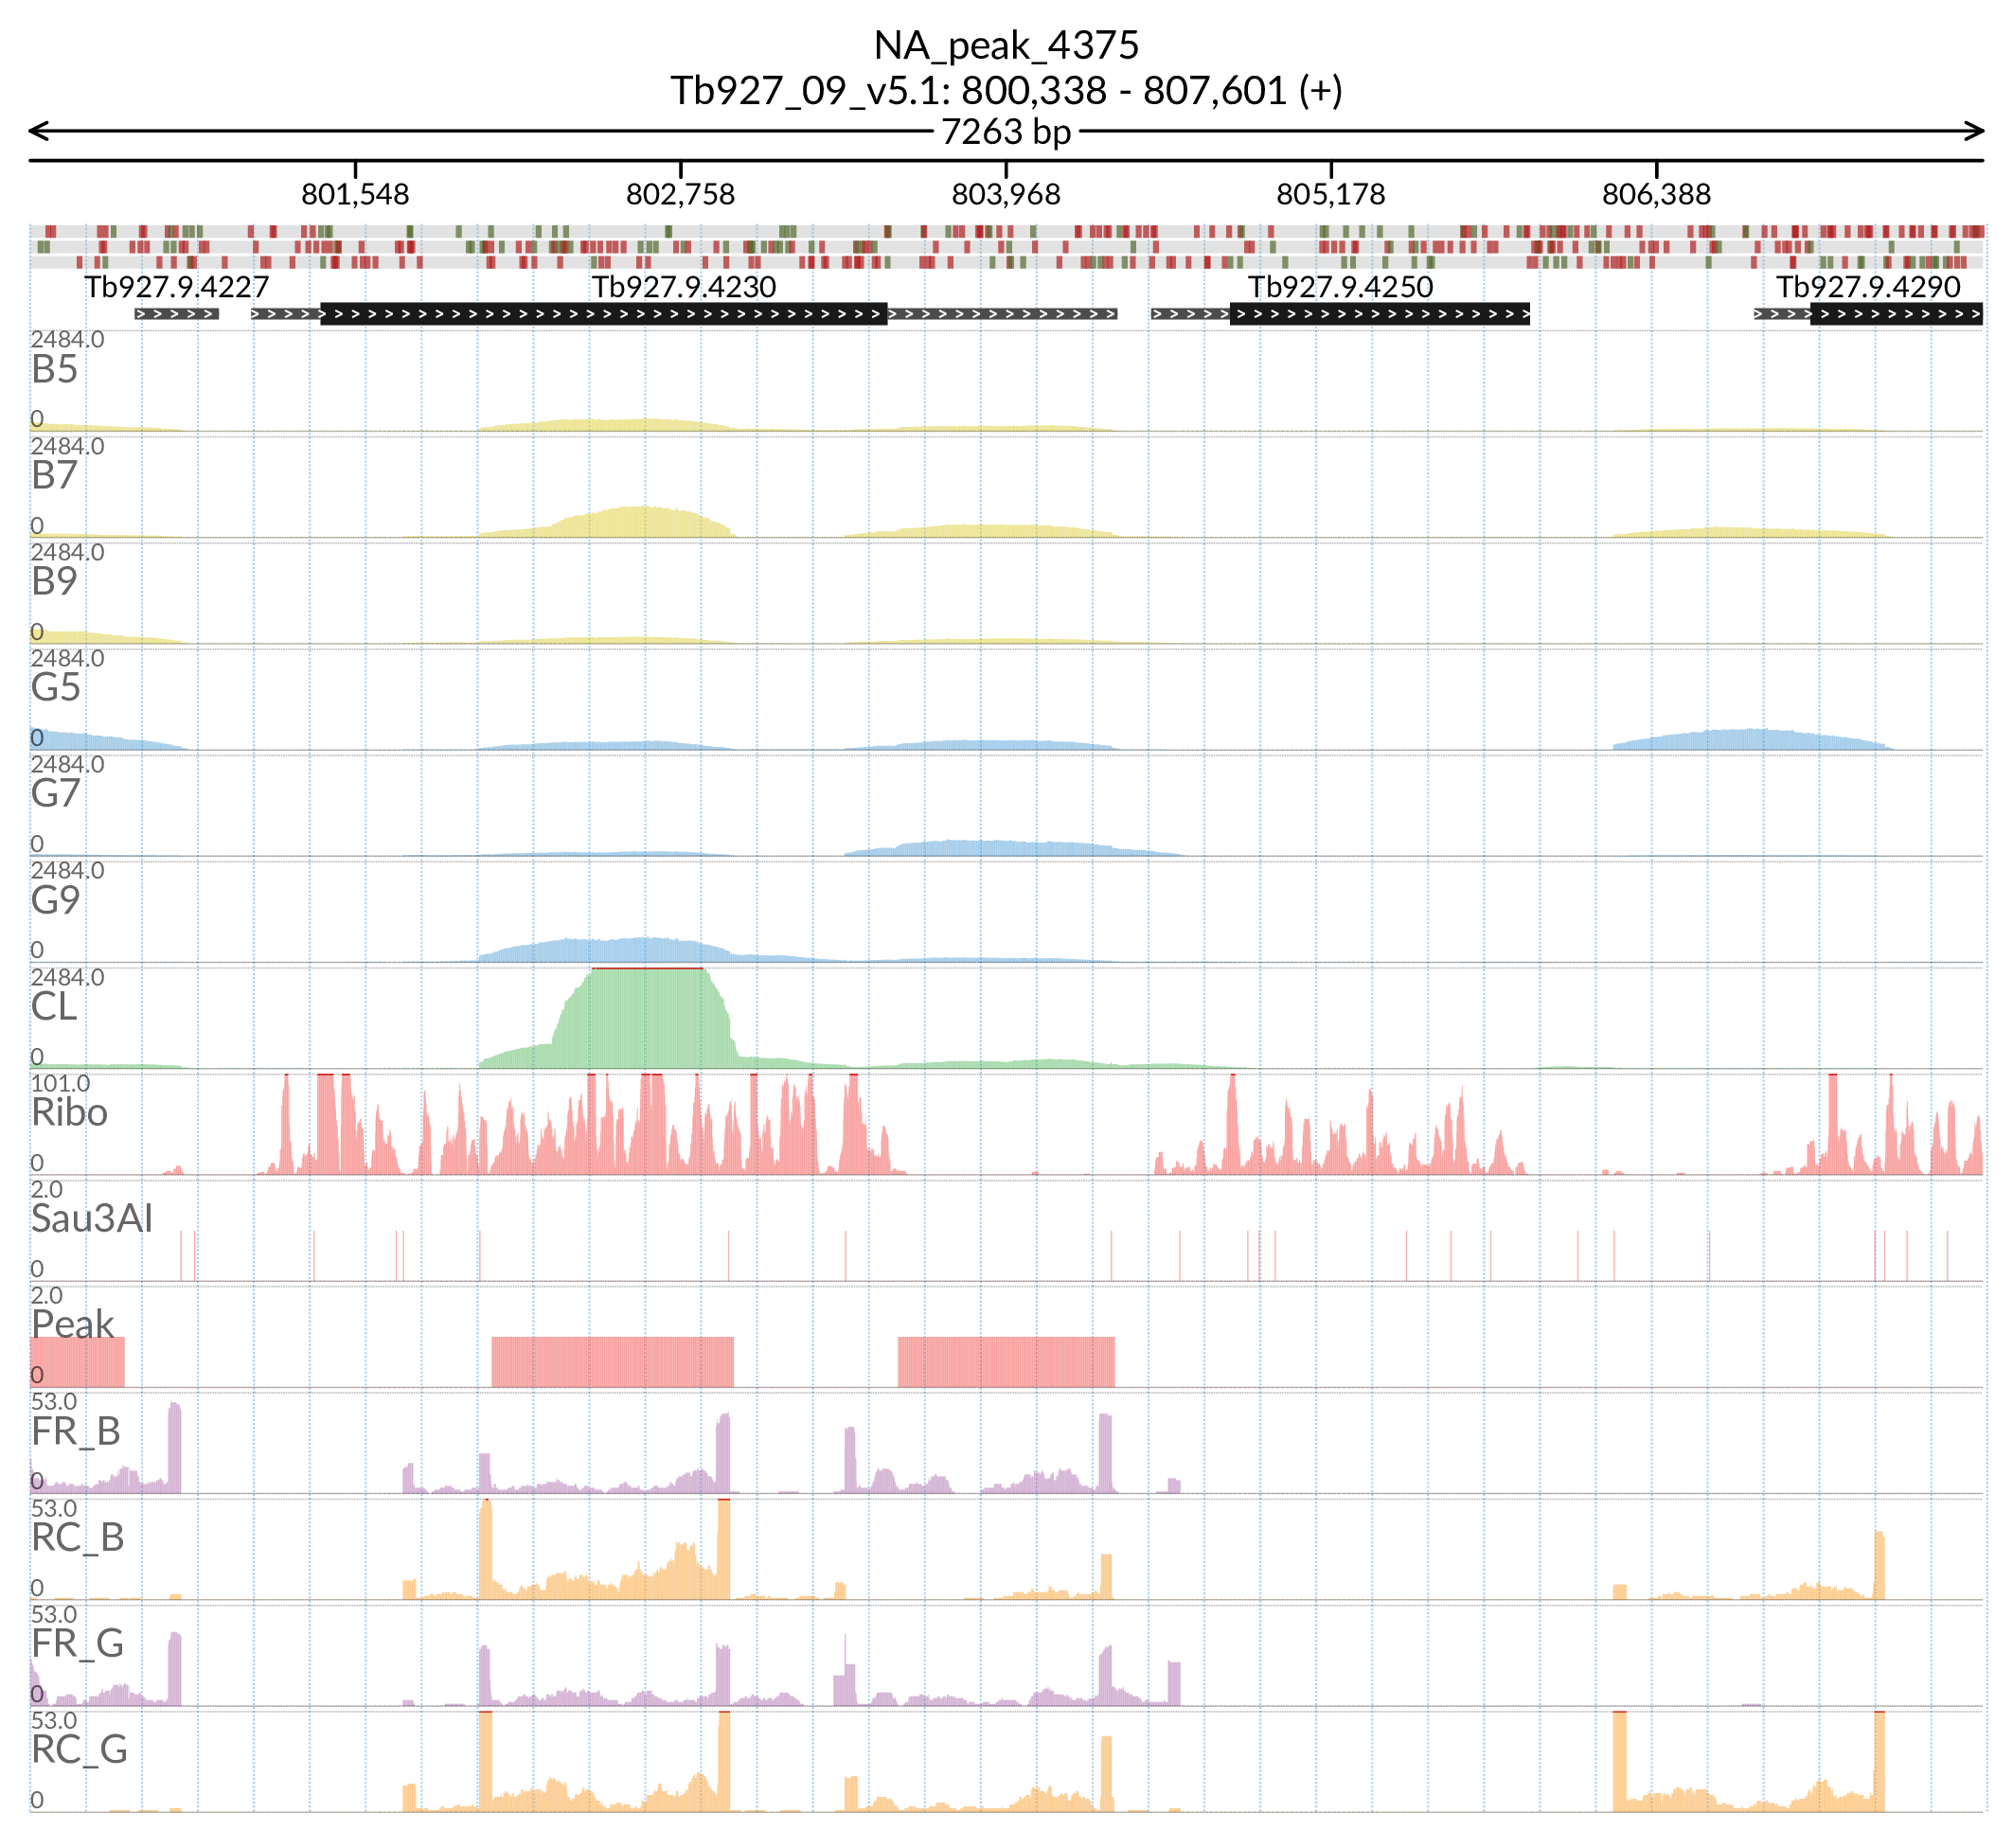 NA_peak_4375
Tb927_09_v5.1: 800,338 - 807,601 (+)
7263 bp
801,548 802,758 803,968 805,178 806,388
Tb927.9.4227 Tb927.9.4230 Tb927.9.4250 Tb927.9.4290
2484.0
B5
0
2484.0
B7
0
2484.0
B9
0
2484.0
G5
0
2484.0
G7
0
2484.0
G9
0
2484.0
CL
0
101.0
Ribo
0
2.0
Sau3AI
0
2.0
Peak
0
53.0
FR_B
0
53.0
RC_B
0
53.0
FR_G
0
53.0
RC_G
0